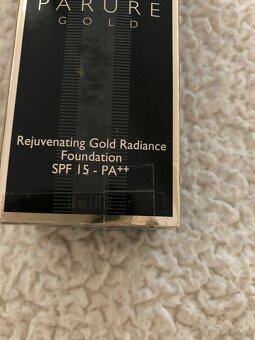 PARURE
GOLD
Rejuvenating Gold Radiance
Foundation
SPF 15 - PA++